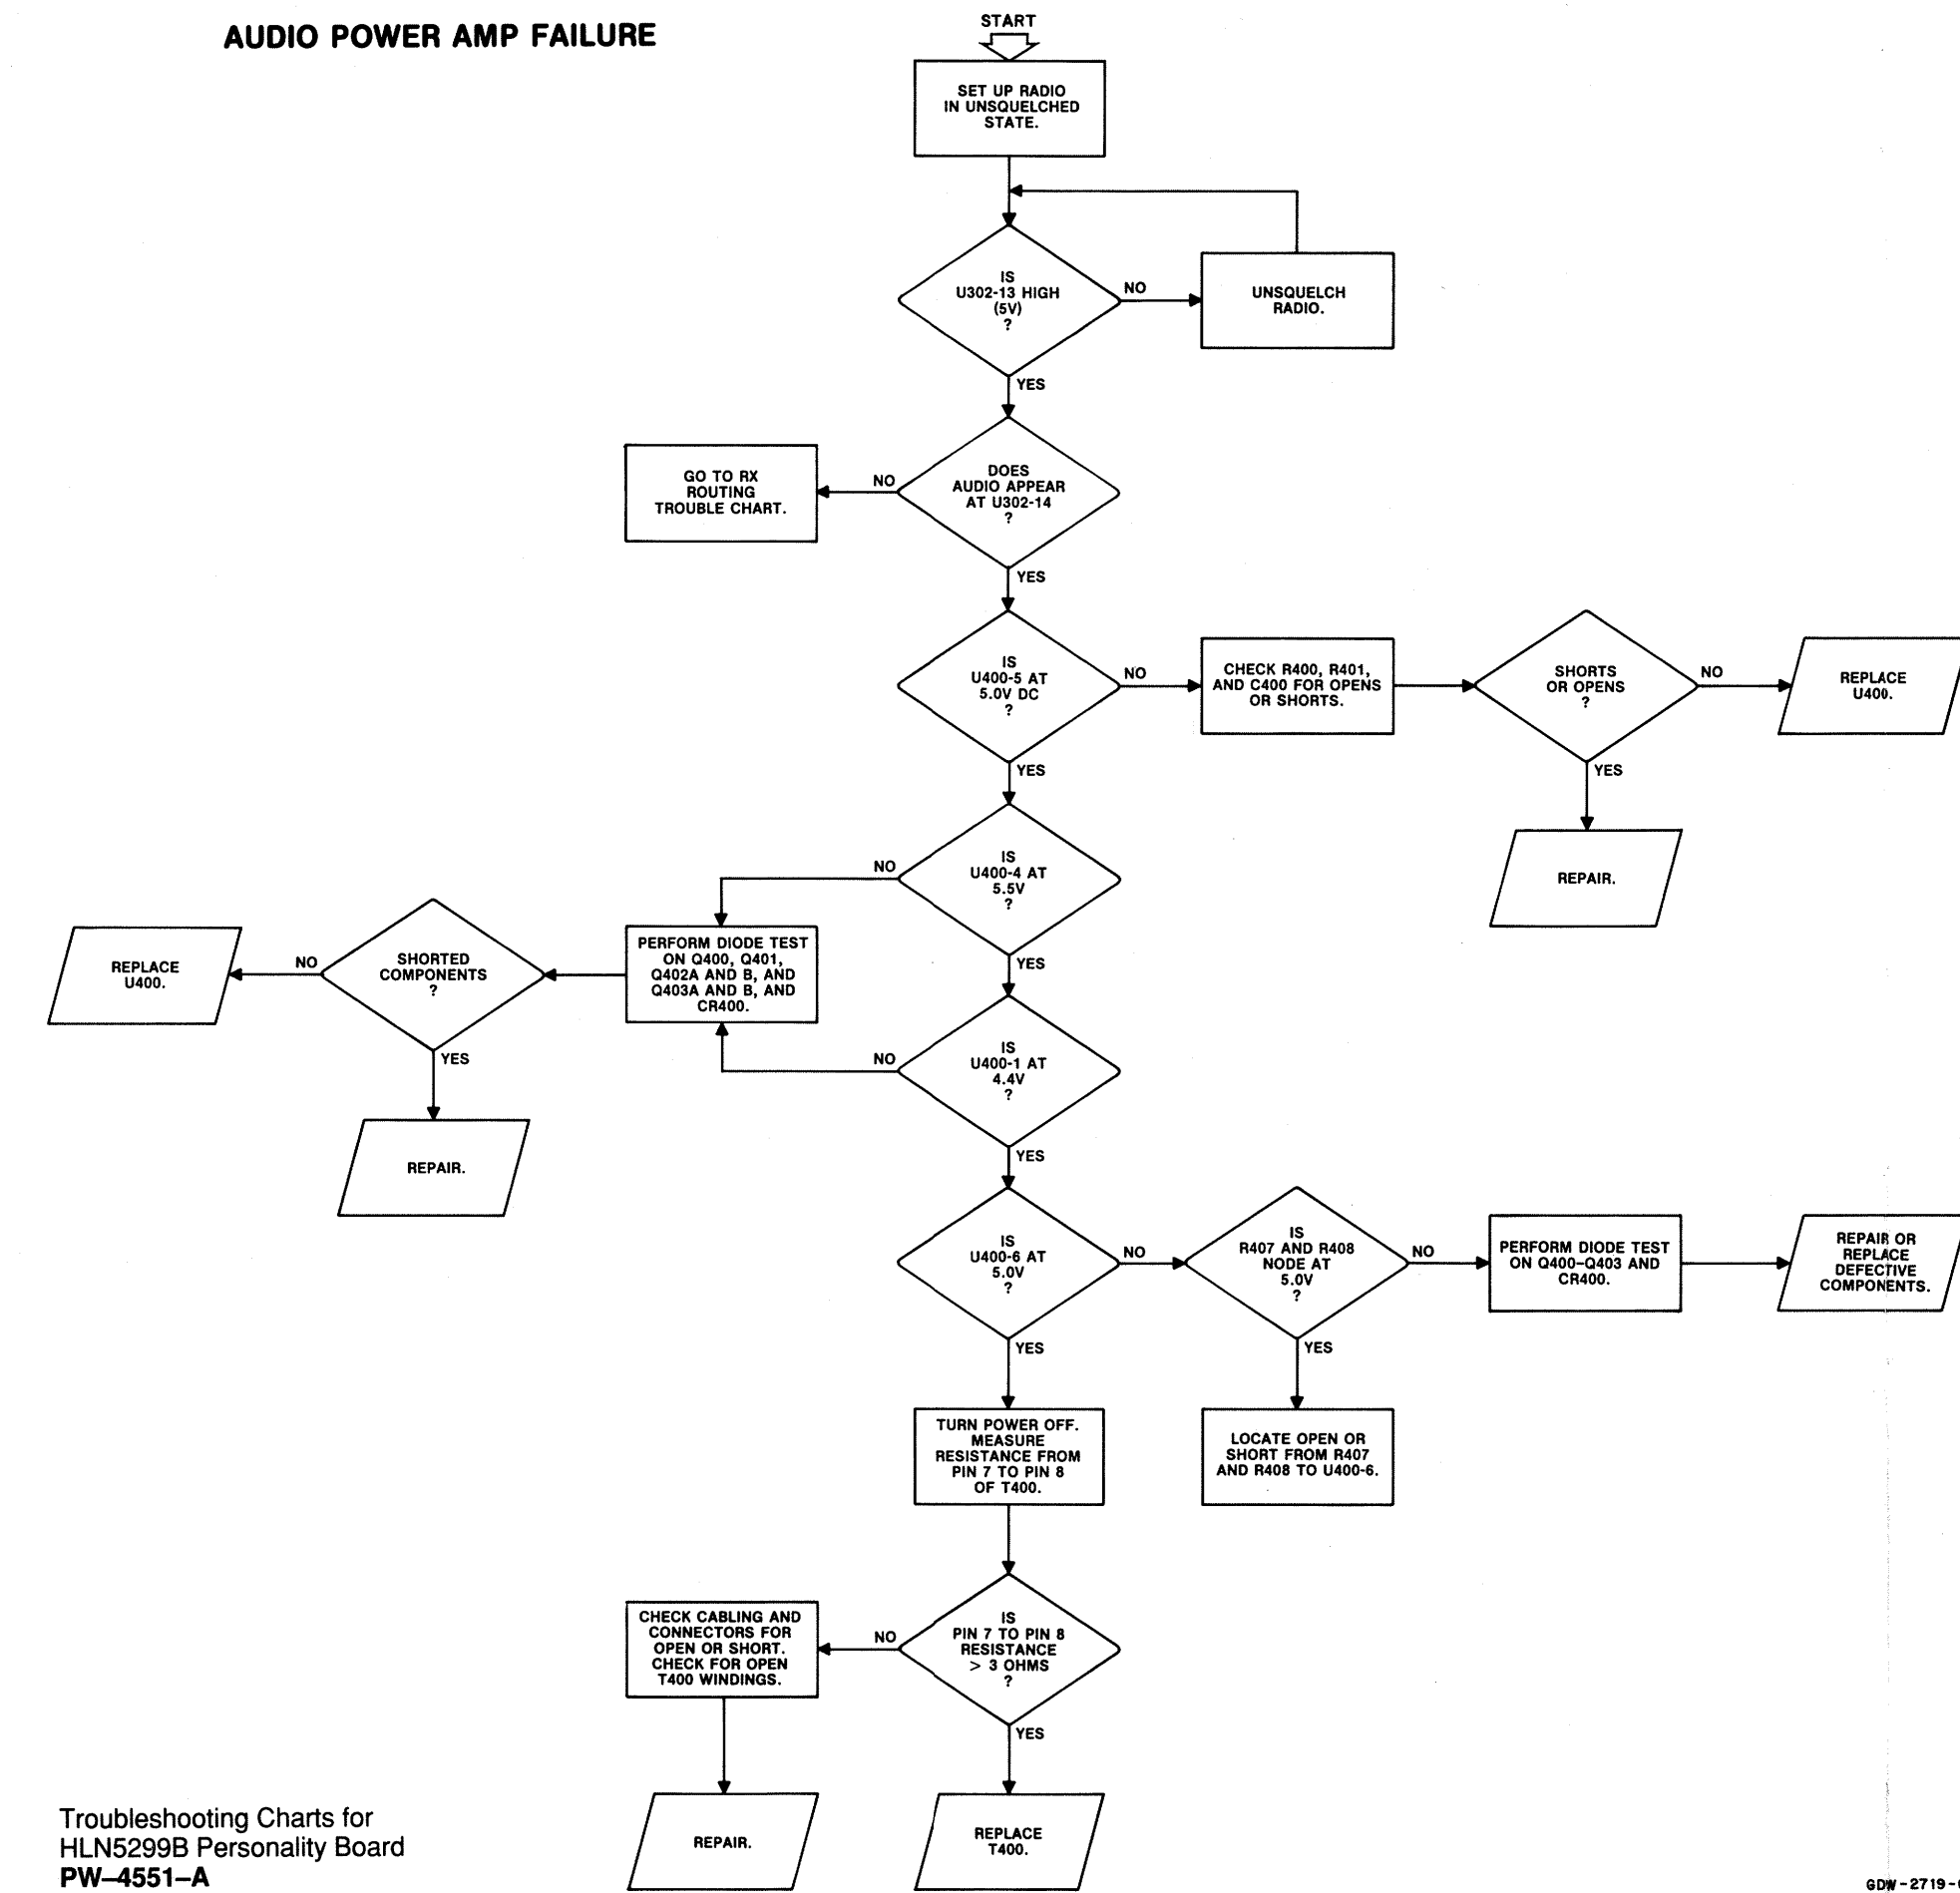 AUDIO POWER AMP FAILURE
START
SET UP RADIO
IN UNSQUELCHED
STATE.
IS
U302-13 HIGH
(5V)
?
NO
UNSQUELCH
RADIO.
YES
DOES
AUDIO APPEAR
AT U302-14
?
NO
GO TO RX
ROUTING
TROUBLE CHART.
YES
IS
U400-5 AT
5.0V DC
?
NO
CHECK R400, R401,
AND C400 FOR OPENS
OR SHORTS.
SHORTS
OR OPENS
?
NO
REPLACE
U400.
YES
REPAIR.
YES
IS
U400-4 AT
5.5V
?
NO
PERFORM DIODE TEST
ON Q400, Q401,
Q402A AND B, AND
Q403A AND B, AND
CR400.
SHORTED
COMPONENTS
?
NO
REPLACE
U400.
YES
REPAIR.
YES
IS
U400-1 AT
4.4V
?
NO
YES
IS
U400-6 AT
5.0V
?
NO
IS
R407 AND R408
NODE AT
5.0V
?
NO
PERFORM DIODE TEST
ON Q400-Q403 AND
CR400.
REPAIR OR
REPLACE
DEFECTIVE
COMPONENTS.
YES
LOCATE OPEN OR
SHORT FROM R407
AND R408 TO U400-6.
YES
TURN POWER OFF.
MEASURE
RESISTANCE FROM
PIN 7 TO PIN 8
OF T400.
IS
PIN 7 TO PIN 8
RESISTANCE
> 3 OHMS
?
NO
CHECK CABLING AND
CONNECTORS FOR
OPEN OR SHORT.
CHECK FOR OPEN
T400 WINDINGS.
REPAIR.
YES
REPLACE
T400.
Troubleshooting Charts for
HLN5299B Personality Board
PW–4551–A
GDW-2719-